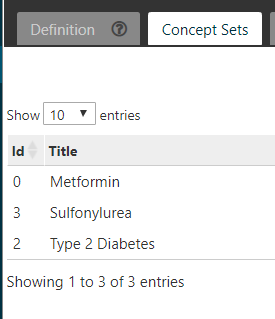 Definition ?
Concept Sets
Show 10 entries
Id Title
0 Metformin
3 Sulfonylurea
2 Type 2 Diabetes
Showing 1 to 3 of 3 entries